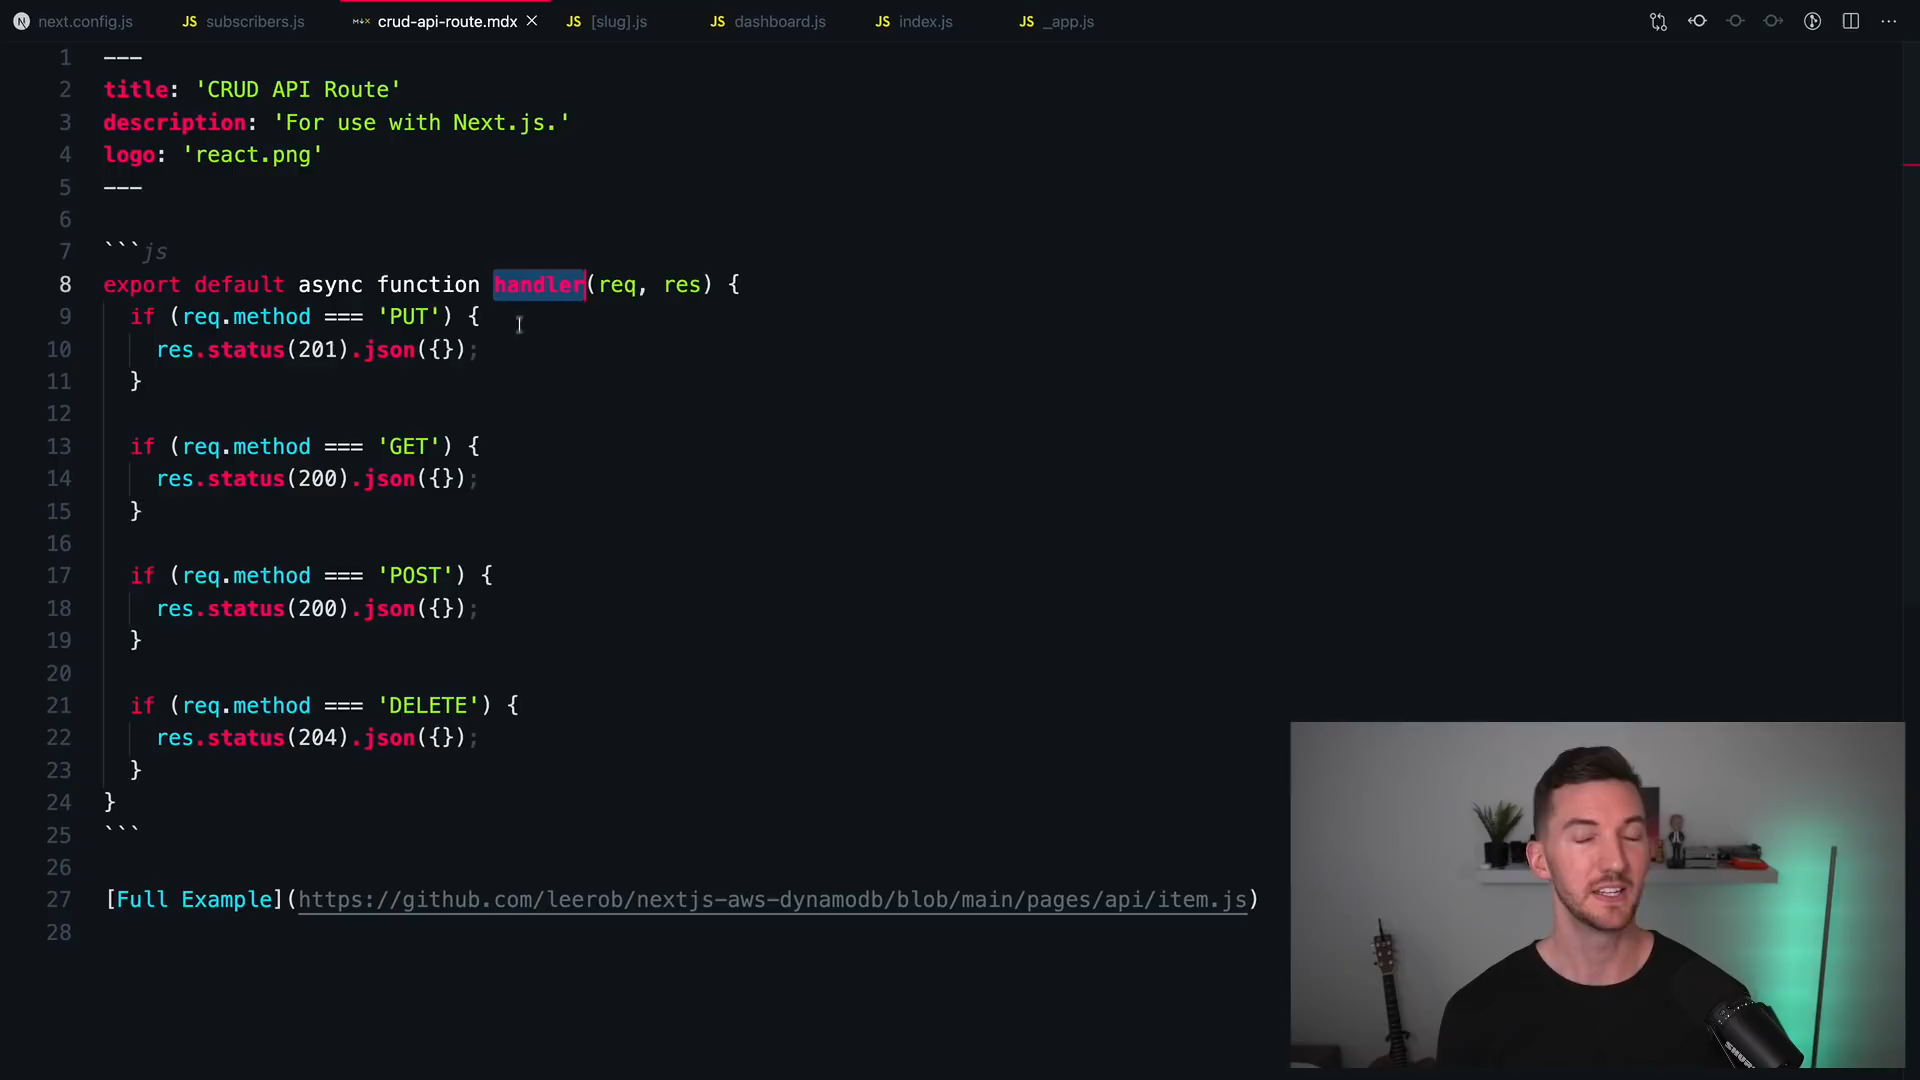 next.config.js
JS subscribers.js
crud-api-route.mdx
JS [slug].js
JS dashboard.js
JS index.js
JS _app.js
1 ---
2 title: 'CRUD API Route'
3 description: 'For use with Next.js.'
4 logo: 'react.png'
5 ---
6
7 ```js
8 export default async function handler(req, res) {
9 if (req.method === 'PUT') {
10 res.status(201).json({});
11 }
12
13 if (req.method === 'GET') {
14 res.status(200).json({});
15 }
16
17 if (req.method === 'POST') {
18 res.status(200).json({});
19 }
20
21 if (req.method === 'DELETE') {
22 res.status(204).json({});
23 }
24 }
25 ```
26
27 [Full Example](https://github.com/leerob/nextjs-aws-dynamodb/blob/main/pages/api/item.js)
28